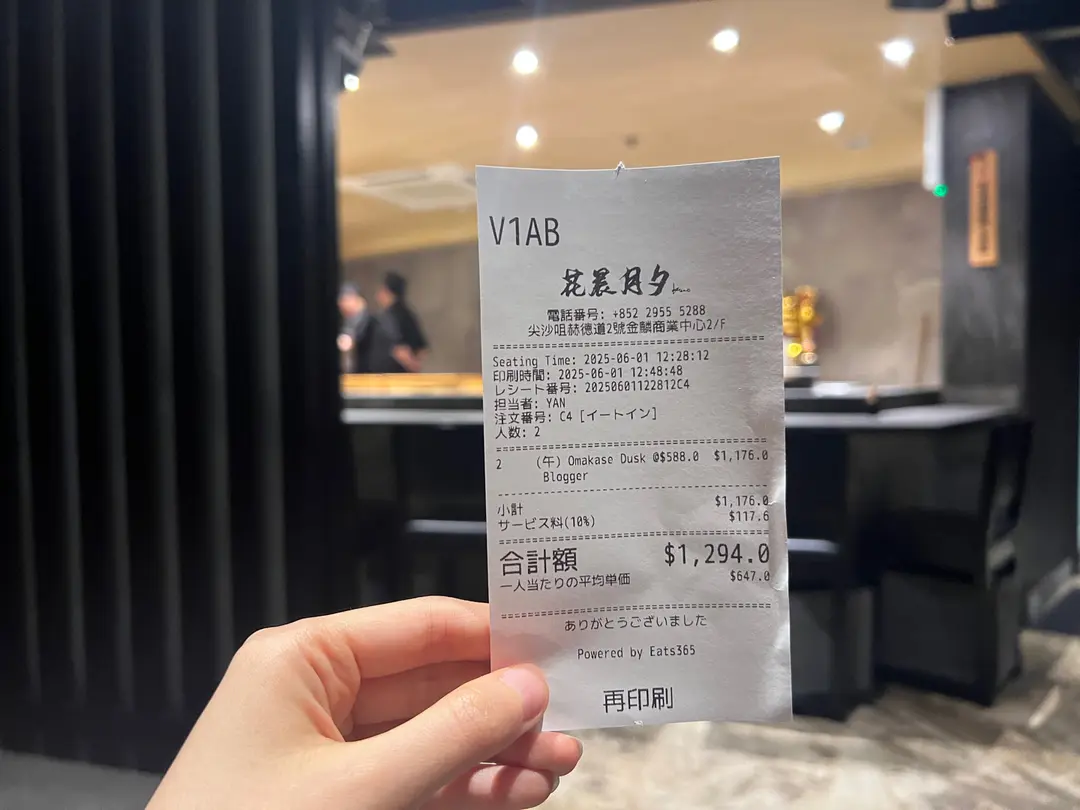 V1AB
花晨月夕
電話番号: +852 2955 5288
尖沙咀赫德道2號金麟商業中心2/F
Seating Time: 2025-06-01 12:28:12
印刷時間: 2025-06-01 12:48:48
レシート番号: 20250601122812C4
担当者: YAN
注文番号: C4 [イートイン]
人数: 2
2 (午) Omakase Dusk @$588.0 $1,176.0
Blogger
小計 $1,176.0
サービス料(10%) $117.6
合計額 $1,294.0
一人当たりの平均単価 $647.0
ありがとうございました
Powered by Eats365
再印刷